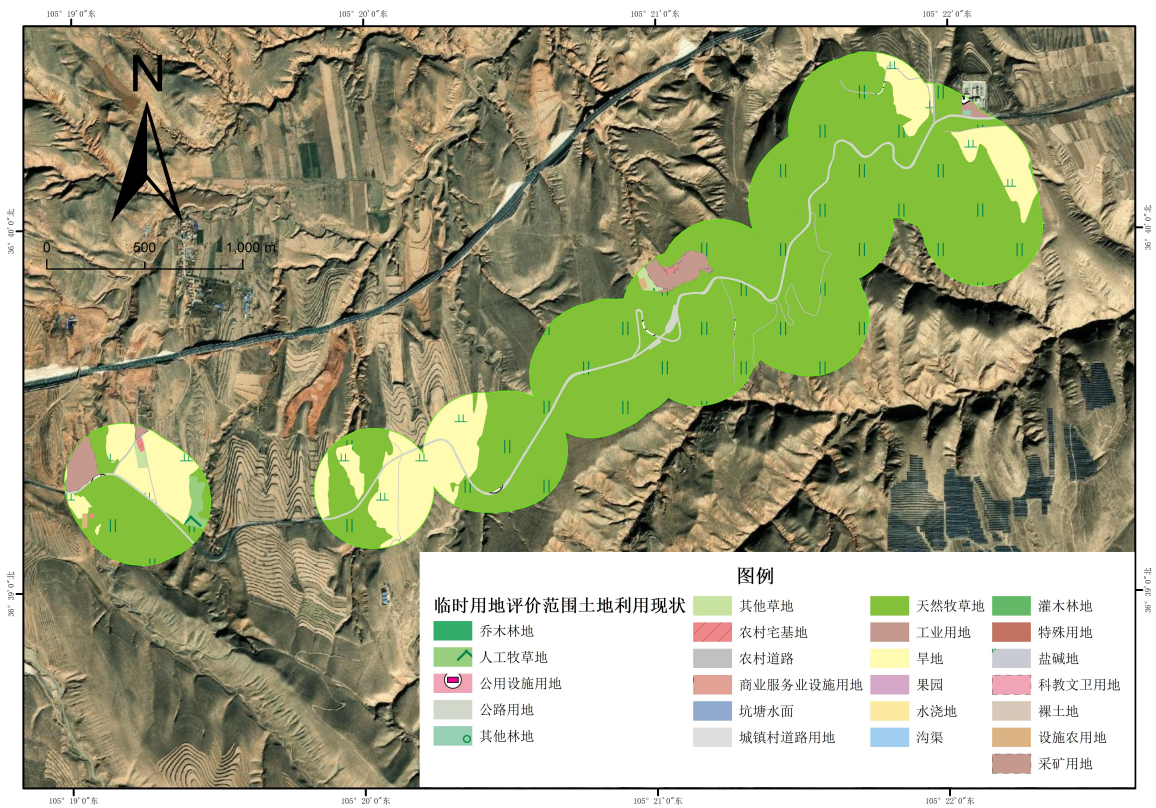 105° 19′0″东
105° 20′0″东
105° 21′0″东
105° 22′0″东
N
0
500
1,000 m
36° 40′0″北
36° 40′0″北
36° 39′0″北
36° 39′0″北
图例
临时用地评价范围土地利用现状
乔木林地
人工牧草地
公用设施用地
公路用地
其他林地
其他草地
农村宅基地
农村道路
商业服务业设施用地
坑塘水面
城镇村道路用地
天然牧草地
工业用地
旱地
果园
水浇地
沟渠
灌木林地
特殊用地
盐碱地
科教文卫用地
裸土地
设施农用地
采矿用地
105° 19′0″东
105° 20′0″东
105° 21′0″东
105° 22′0″东